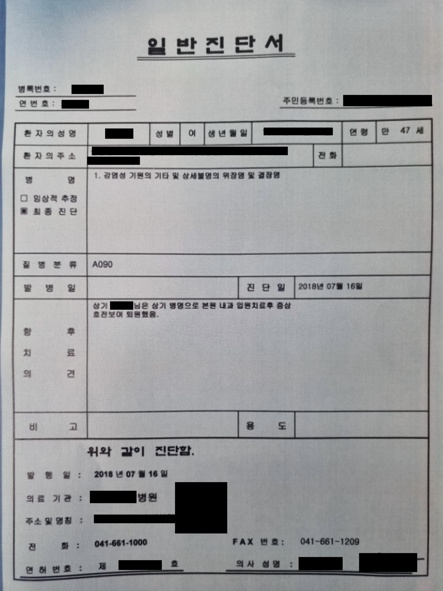 일반진단서
병록번호 :
연 번호 :
주민등록번호 :
환자의성명 성별 여 생년월일 연령 만 47 세
환자의주소 전화
병 명 1. 감염성 기원의 기타 및 상세불명의 위장염 및 결장염
□ 임상적 추정
▣ 최종 진단
질 병 분 류 A090
발 병 일 진 단 일 2018년 07월 16일
상기 님은 상기 병명으로 본원 내과 입원치료후 증상
호전보여 퇴원했음.
향 후
치 료
의 견
비 고 용 도
위와 같이 진단함.
발 행 일 : 2018 년 07 월 16 일
의료 기관 : 병원
주소 및 명칭 :
전 화 : 041-661-1000 FAX 번호 : 041-661-1209
면허 번호 : 제 호 의사 성명 :